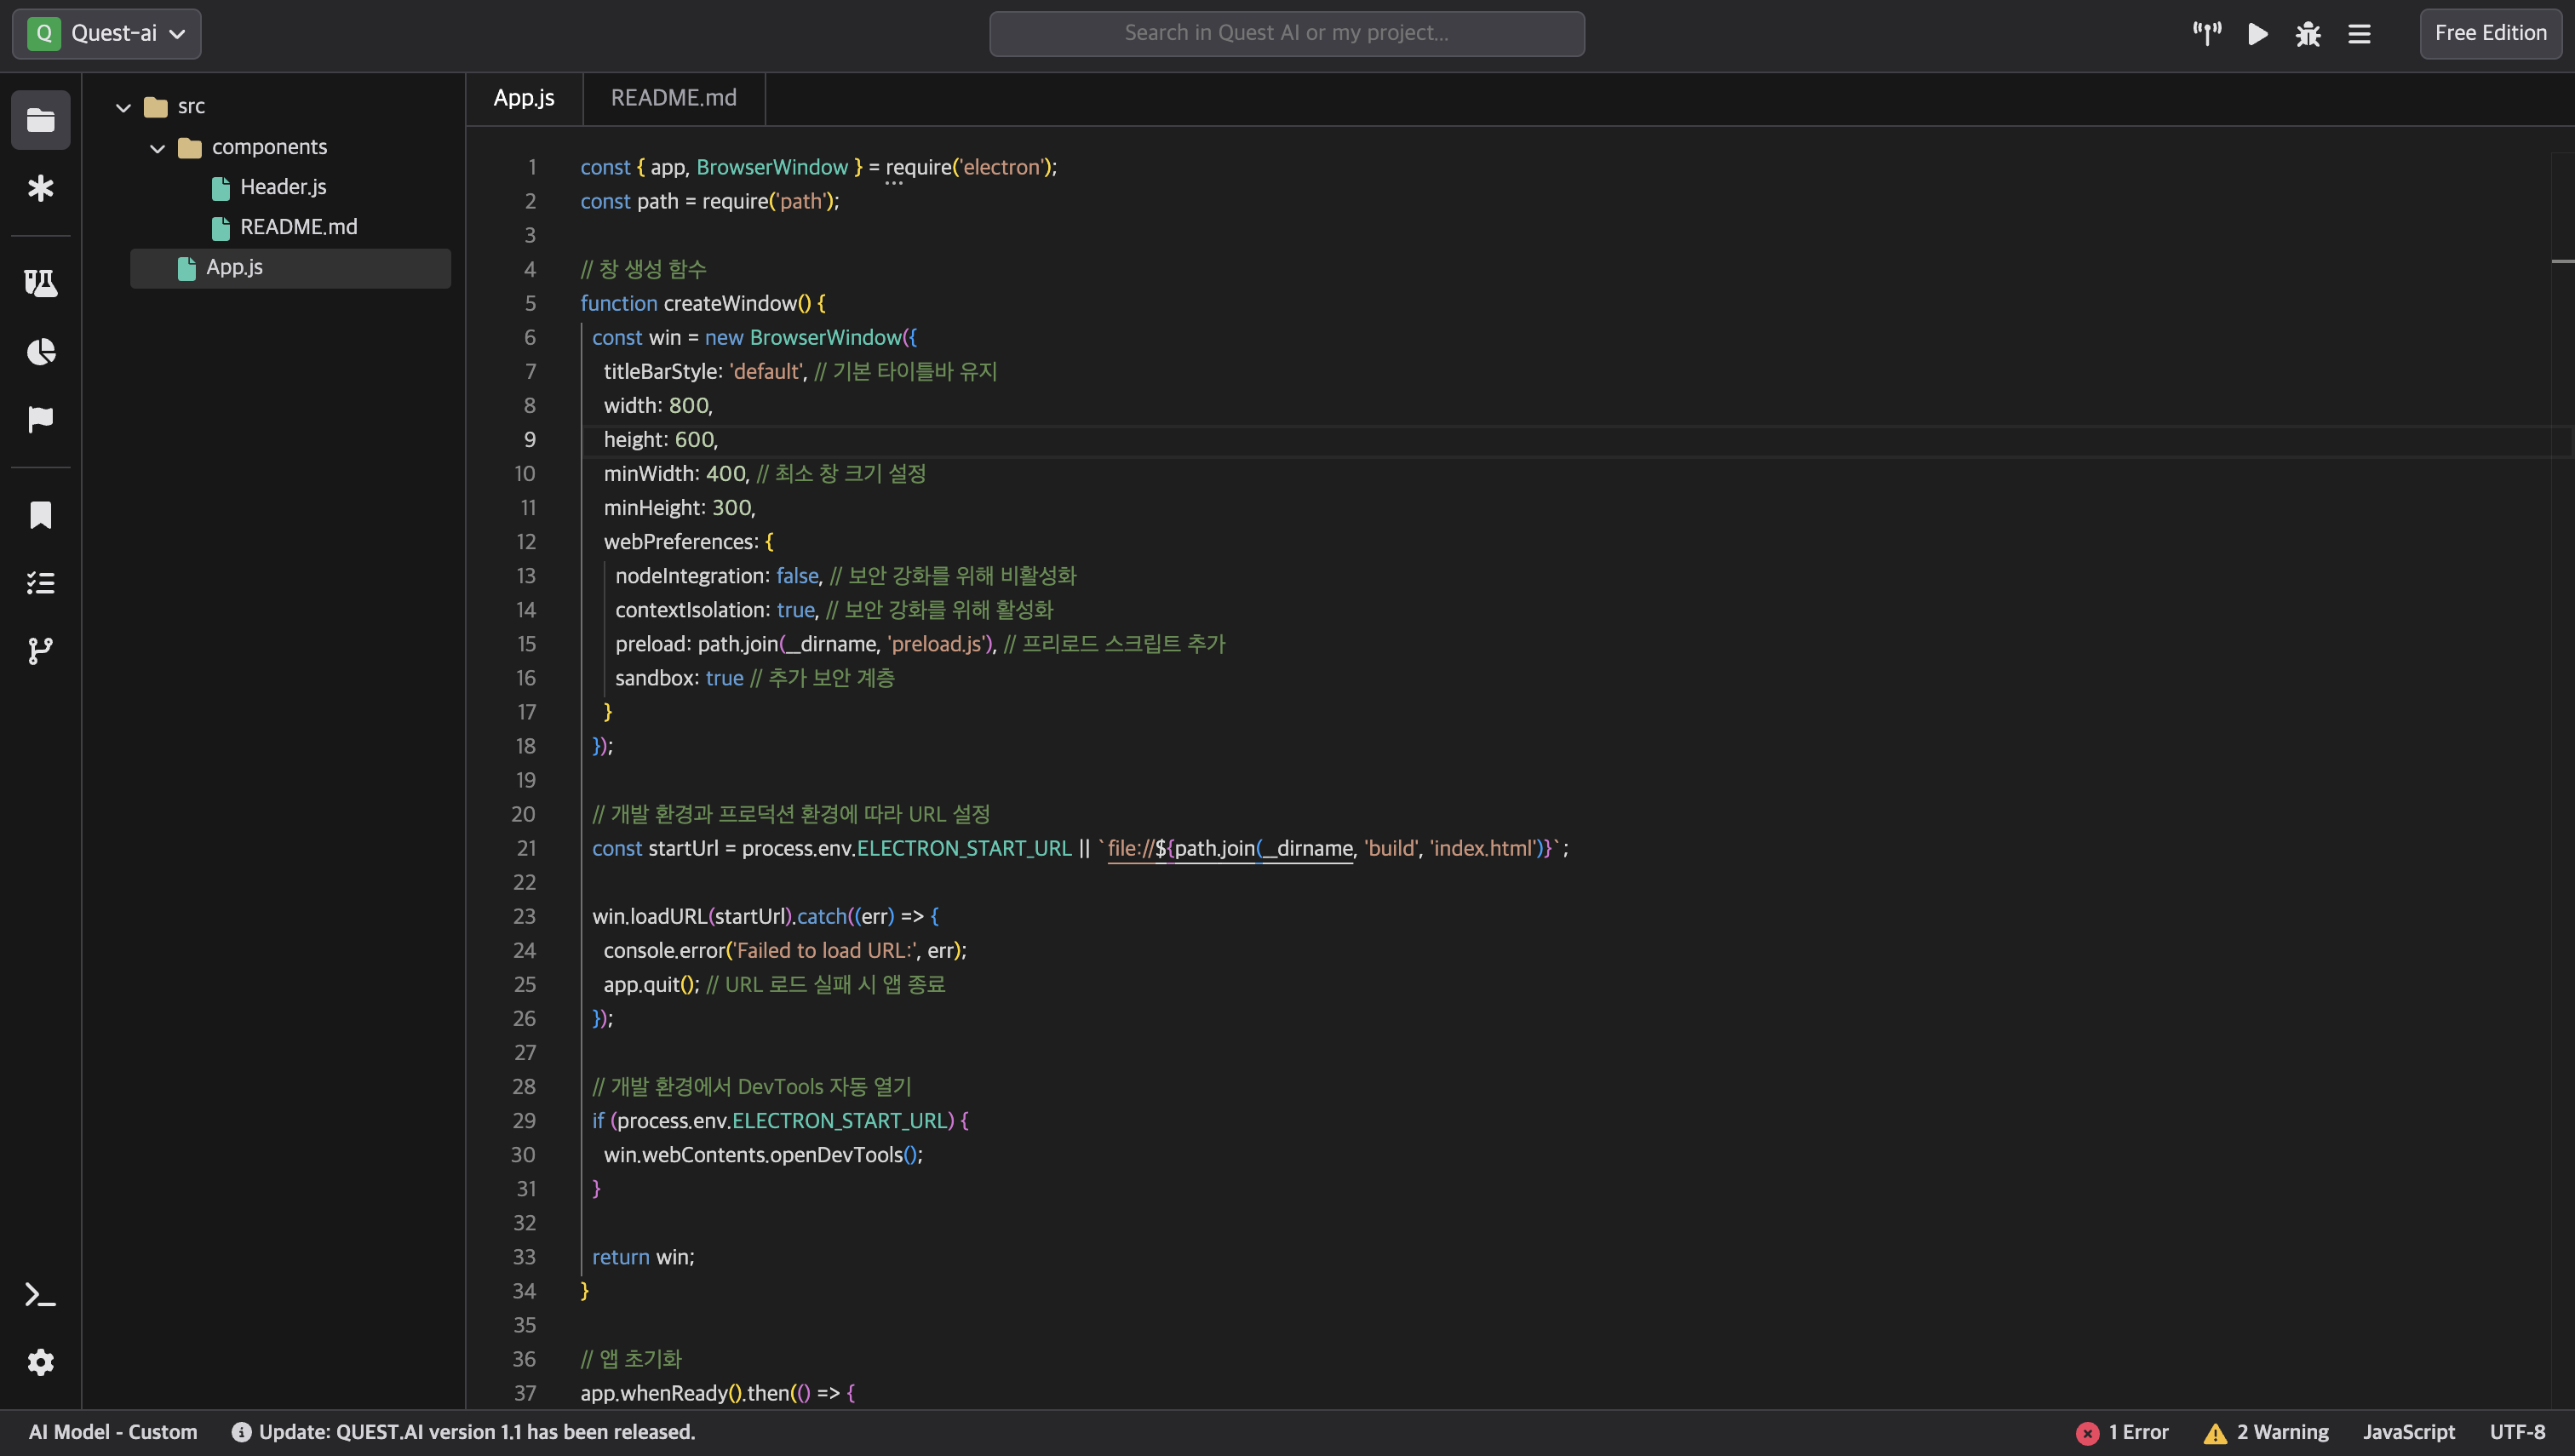 Q Quest-ai
Search in Quest AI or my project...
Free Edition
src
components
Header.js
README.md
App.js
App.js
README.md
1 const { app, BrowserWindow } = require('electron');
2 const path = require('path');
3
4 // 창 생성 함수
5 function createWindow() {
6 const win = new BrowserWindow({
7 titleBarStyle: 'default', // 기본 타이틀바 유지
8 width: 800,
9 height: 600,
10 minWidth: 400, // 최소 창 크기 설정
11 minHeight: 300,
12 webPreferences: {
13 nodeIntegration: false, // 보안 강화를 위해 비활성화
14 contextIsolation: true, // 보안 강화를 위해 활성화
15 preload: path.join(__dirname, 'preload.js'), // 프리로드 스크립트 추가
16 sandbox: true // 추가 보안 계층
17 }
18 });
19
20 // 개발 환경과 프로덕션 환경에 따라 URL 설정
21 const startUrl = process.env.ELECTRON_START_URL || `file://${path.join(__dirname, 'build', 'index.html')}`;
22
23 win.loadURL(startUrl).catch((err) => {
24 console.error('Failed to load URL:', err);
25 app.quit(); // URL 로드 실패 시 앱 종료
26 });
27
28 // 개발 환경에서 DevTools 자동 열기
29 if (process.env.ELECTRON_START_URL) {
30 win.webContents.openDevTools();
31 }
32
33 return win;
34 }
35
36 // 앱 초기화
37 app.whenReady().then(() => {
AI Model - Custom
Update: QUEST.AI version 1.1 has been released.
1 Error
2 Warning
JavaScript
UTF-8